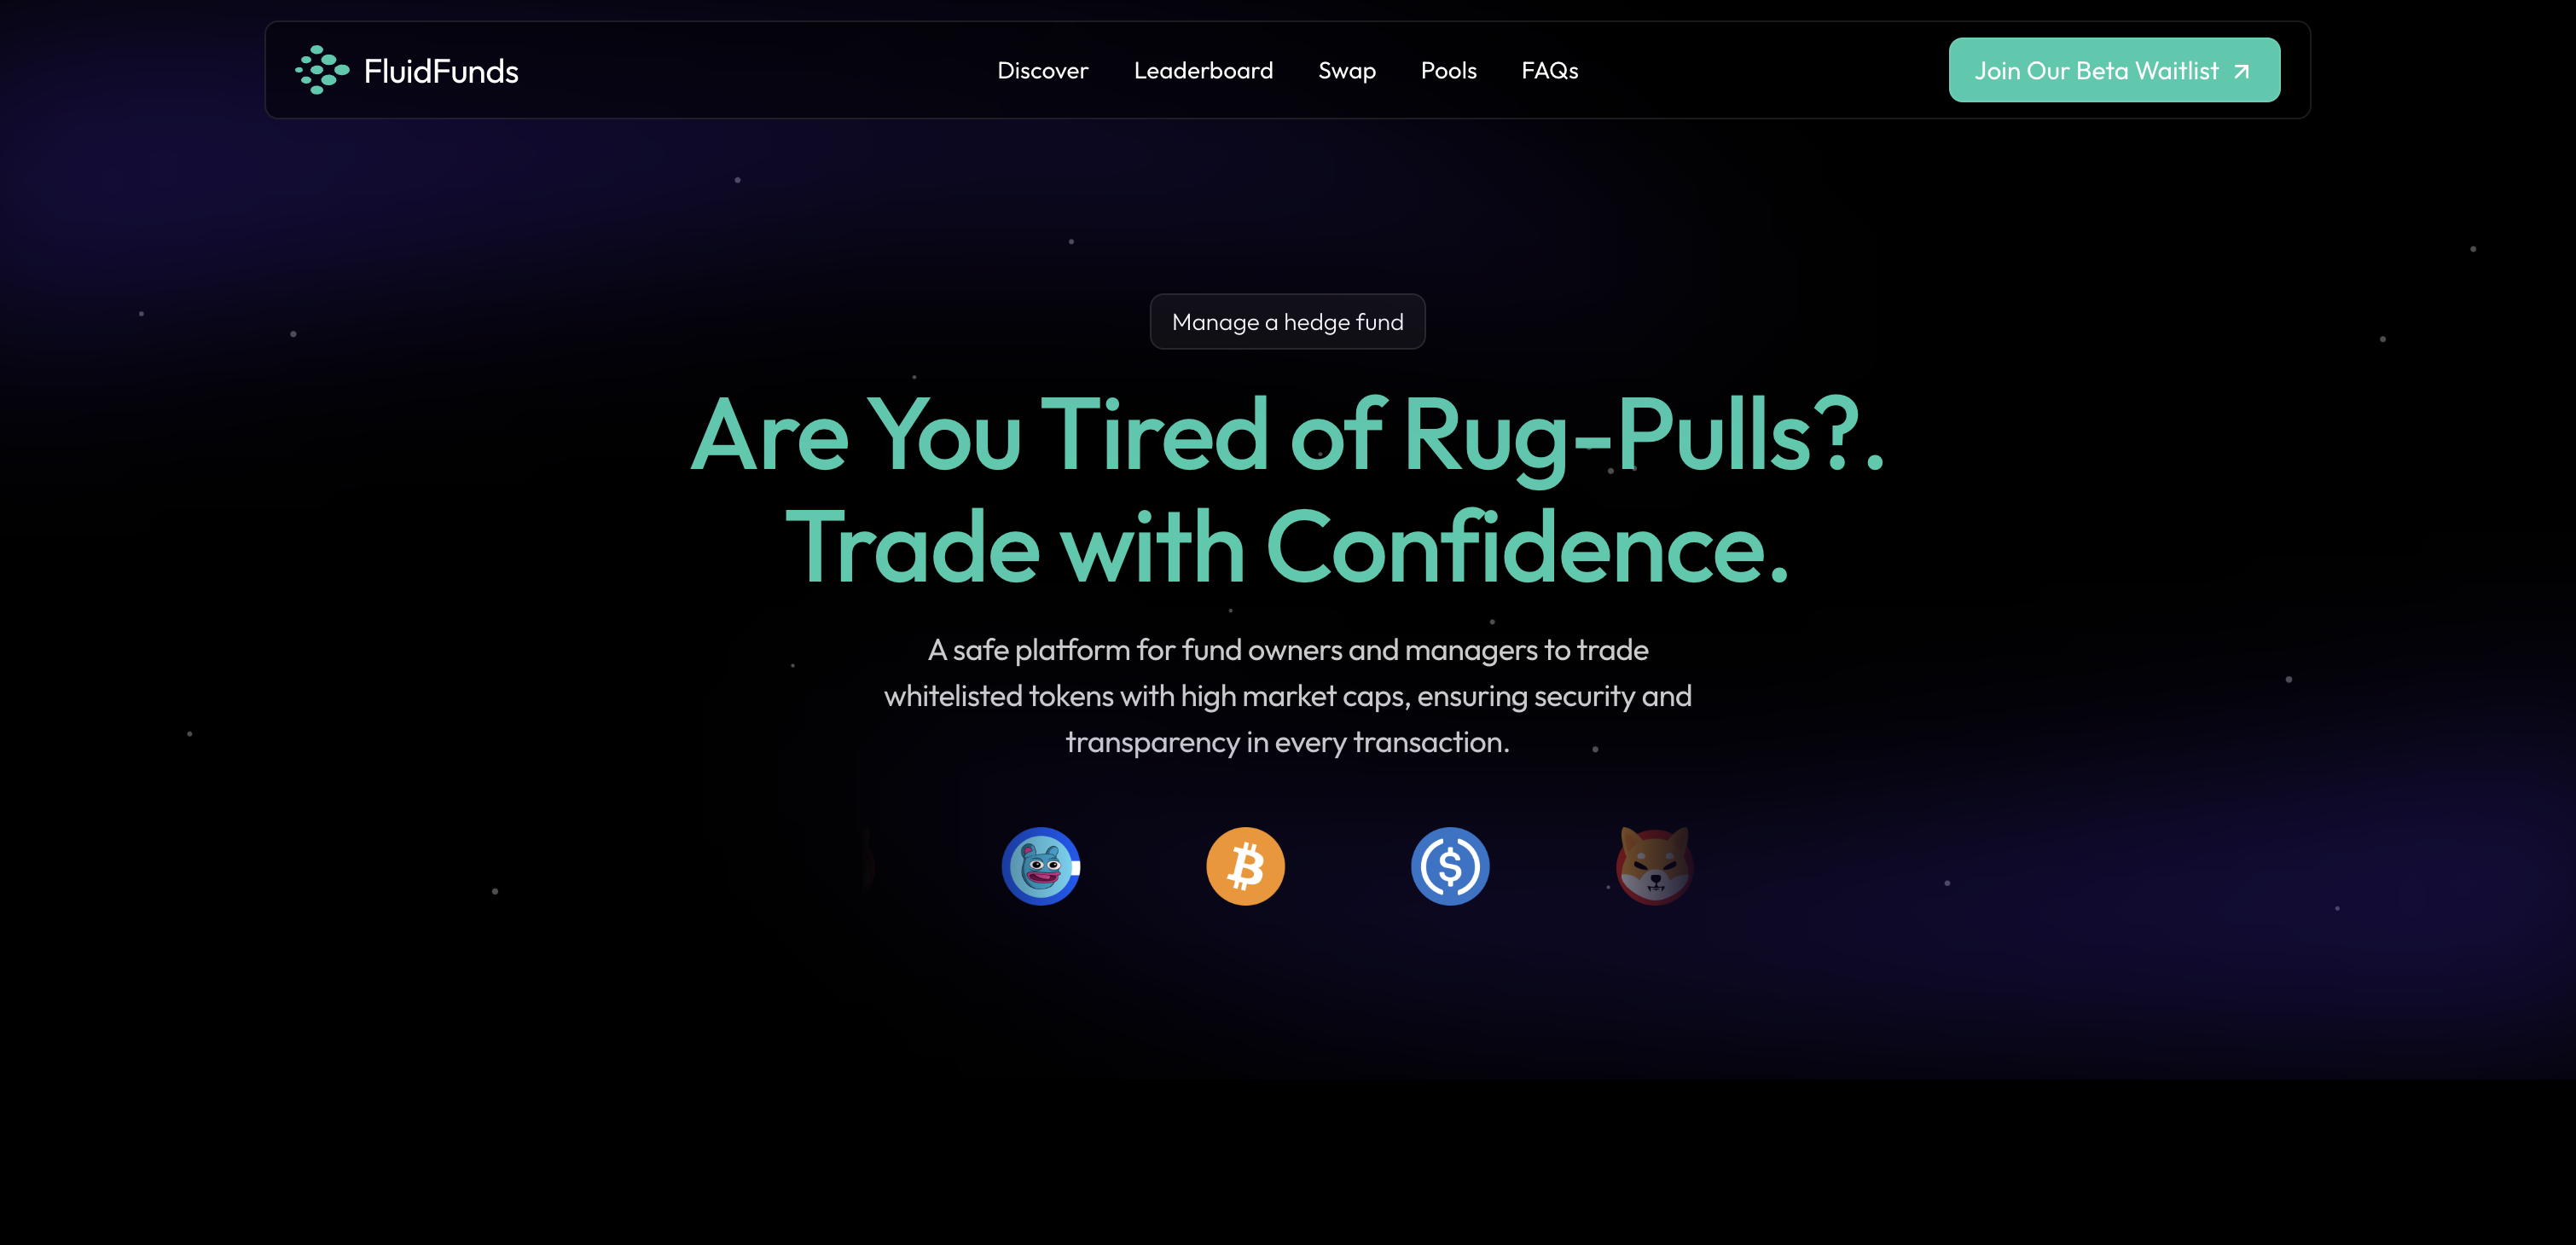 FluidFunds
Discover
Leaderboard
Swap
Pools
FAQs
Join Our Beta Waitlist
Manage a hedge fund
Are You Tired of Rug-Pulls?.
Trade with Confidence.
A safe platform for fund owners and managers to trade
whitelisted tokens with high market caps, ensuring security and
transparency in every transaction.